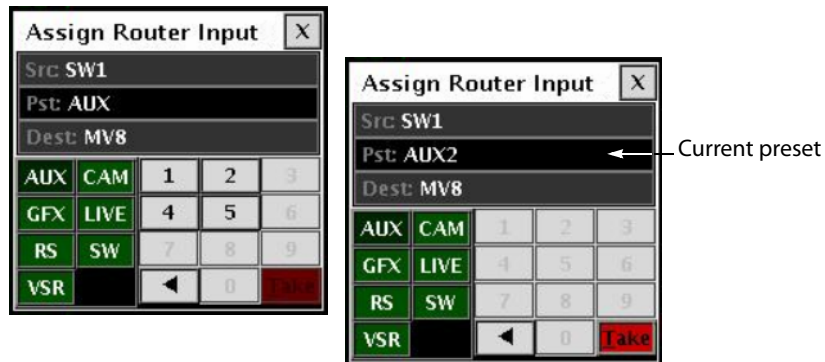 Assign Router Input X
Src: SW1
Pst: AUX
Dest: MV8
AUX CAM 1 2 3
GFX LIVE 4 5 6
RS SW 7 8 9
VSR ◀ 0 Take
Assign Router Input X
Src: SW1
Pst: AUX2
Dest: MV8
AUX CAM 1 2 3
GFX LIVE 4 5 6
RS SW 7 8 9
VSR ◀ 0 Take
Current preset